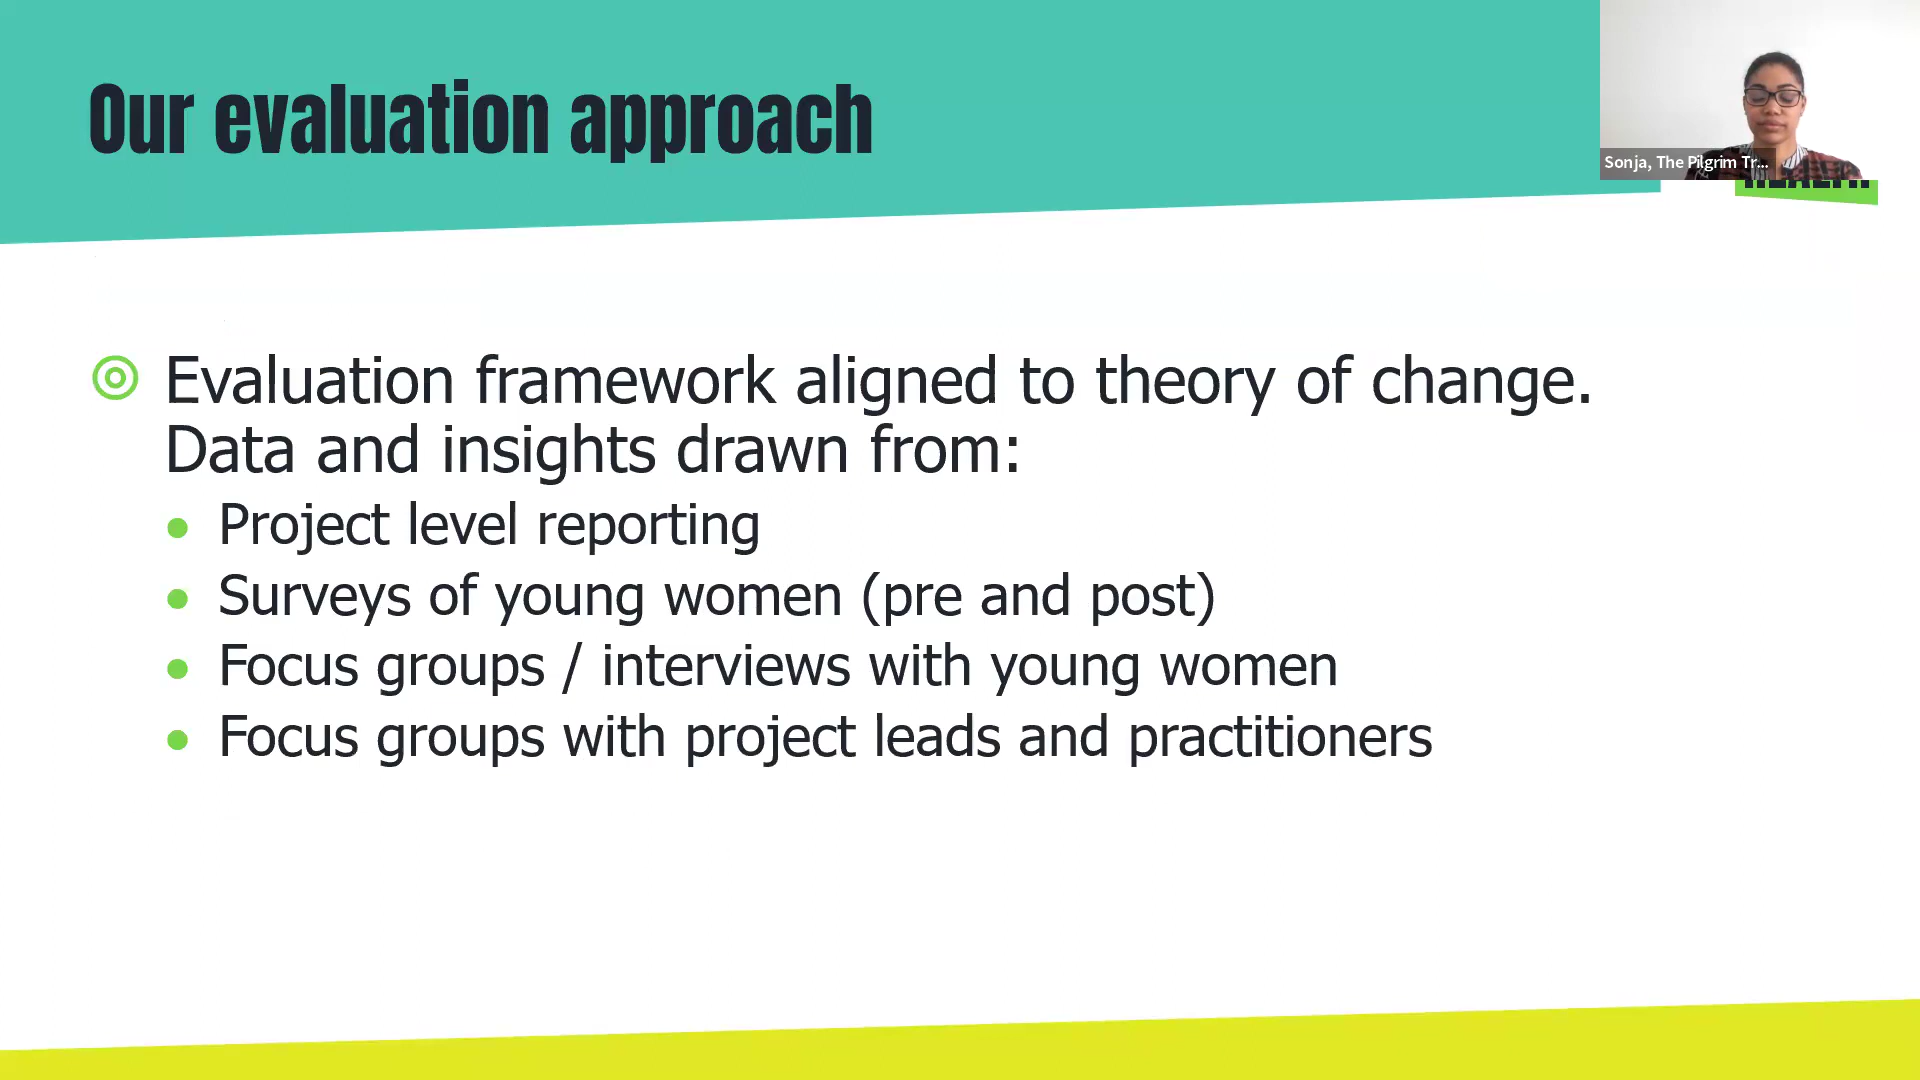 Our evaluation approach
Sonja, The Pilgrim Tr...
Evaluation framework aligned to theory of change.
Data and insights drawn from:
Project level reporting
Surveys of young women (pre and post)
Focus groups / interviews with young women
Focus groups with project leads and practitioners